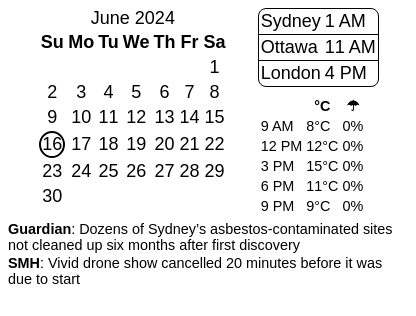 June 2024
Su Mo Tu We Th Fr Sa
1
2 3 4 5 6 7 8
9 10 11 12 13 14 15
16 17 18 19 20 21 22
23 24 25 26 27 28 29
30
Sydney 1 AM
Ottawa 11 AM
London 4 PM
°C ☂
9 AM 8°C 0%
12 PM 12°C 0%
3 PM 15°C 0%
6 PM 11°C 0%
9 PM 9°C 0%
Guardian: Dozens of Sydney’s asbestos-contaminated sites
not cleaned up six months after first discovery
SMH: Vivid drone show cancelled 20 minutes before it was
due to start